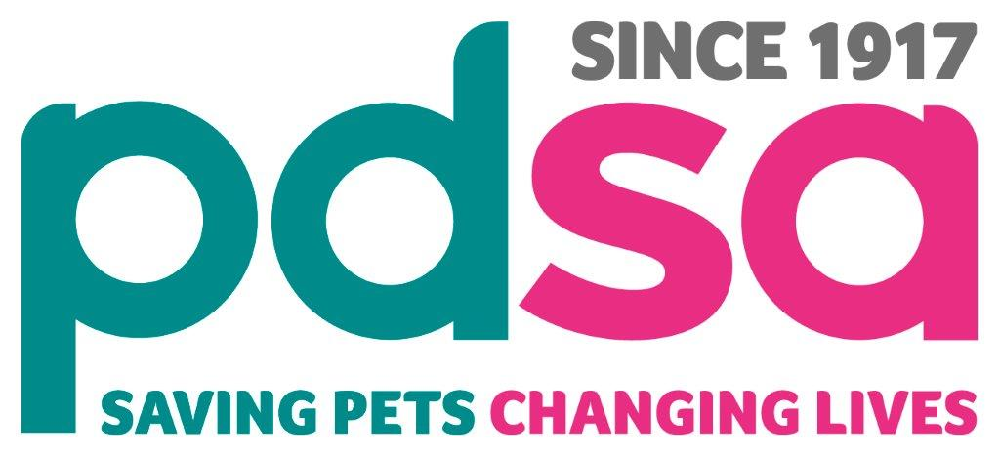 SINCE 1917
pdsa
SAVING PETS CHANGING LIVES